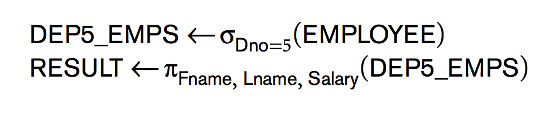 DEP5_EMPS ← σDno=5(EMPLOYEE)
RESULT ← πFname, Lname, Salary(DEP5_EMPS)